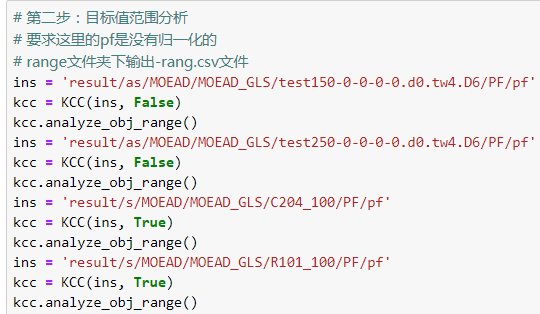 # 第二步：目标值范围分析
# 要求这里的pf是没有归一化的
# range文件夹下输出-rang.csv文件
ins = 'result/as/MOEAD/MOEAD_GLS/test150-0-0-0-0.d0.tw4.D6/PF/pf'
kcc = KCC(ins, False)
kcc.analyze_obj_range()
ins = 'result/as/MOEAD/MOEAD_GLS/test250-0-0-0-0.d0.tw4.D6/PF/pf'
kcc = KCC(ins, False)
kcc.analyze_obj_range()
ins = 'result/s/MOEAD/MOEAD_GLS/C204_100/PF/pf'
kcc = KCC(ins, True)
kcc.analyze_obj_range()
ins = 'result/s/MOEAD/MOEAD_GLS/R101_100/PF/pf'
kcc = KCC(ins, True)
kcc.analyze_obj_range()